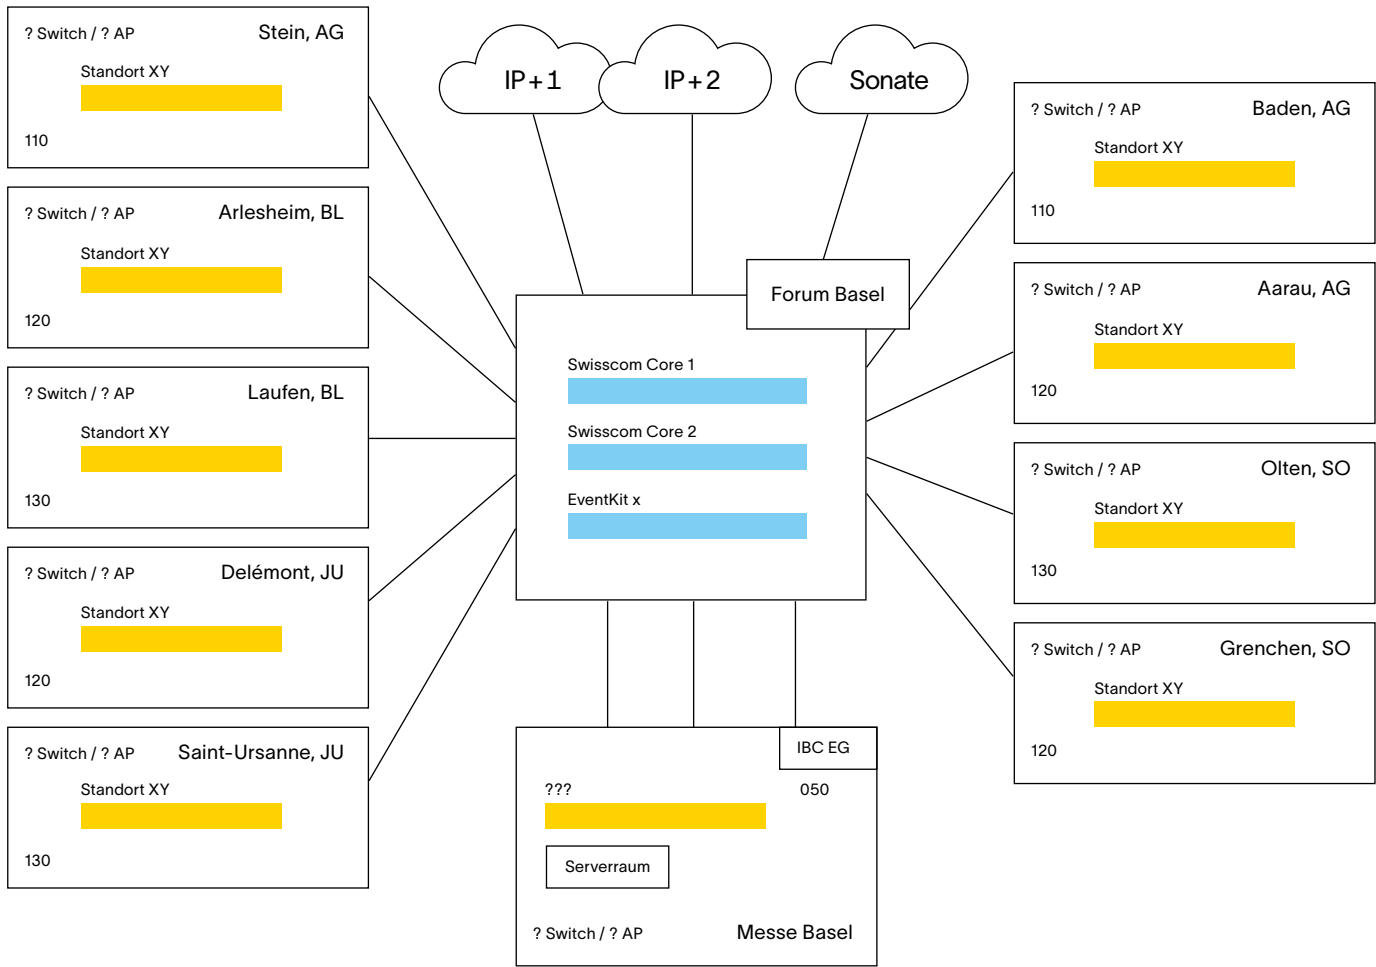 ? Switch / ? AP
Stein, AG
Standort XY
110
? Switch / ? AP
Arlesheim, BL
Standort XY
120
? Switch / ? AP
Laufen, BL
Standort XY
130
? Switch / ? AP
Delémont, JU
Standort XY
120
? Switch / ? AP
Saint-Ursanne, JU
Standort XY
130
IP+1
IP+2
Sonate
Forum Basel
Swisscom Core 1
Swisscom Core 2
EventKit x
IBC EG
???
050
Serverraum
? Switch / ? AP
Messe Basel
? Switch / ? AP
Baden, AG
Standort XY
110
? Switch / ? AP
Aarau, AG
Standort XY
120
? Switch / ? AP
Olten, SO
Standort XY
130
? Switch / ? AP
Grenchen, SO
Standort XY
120